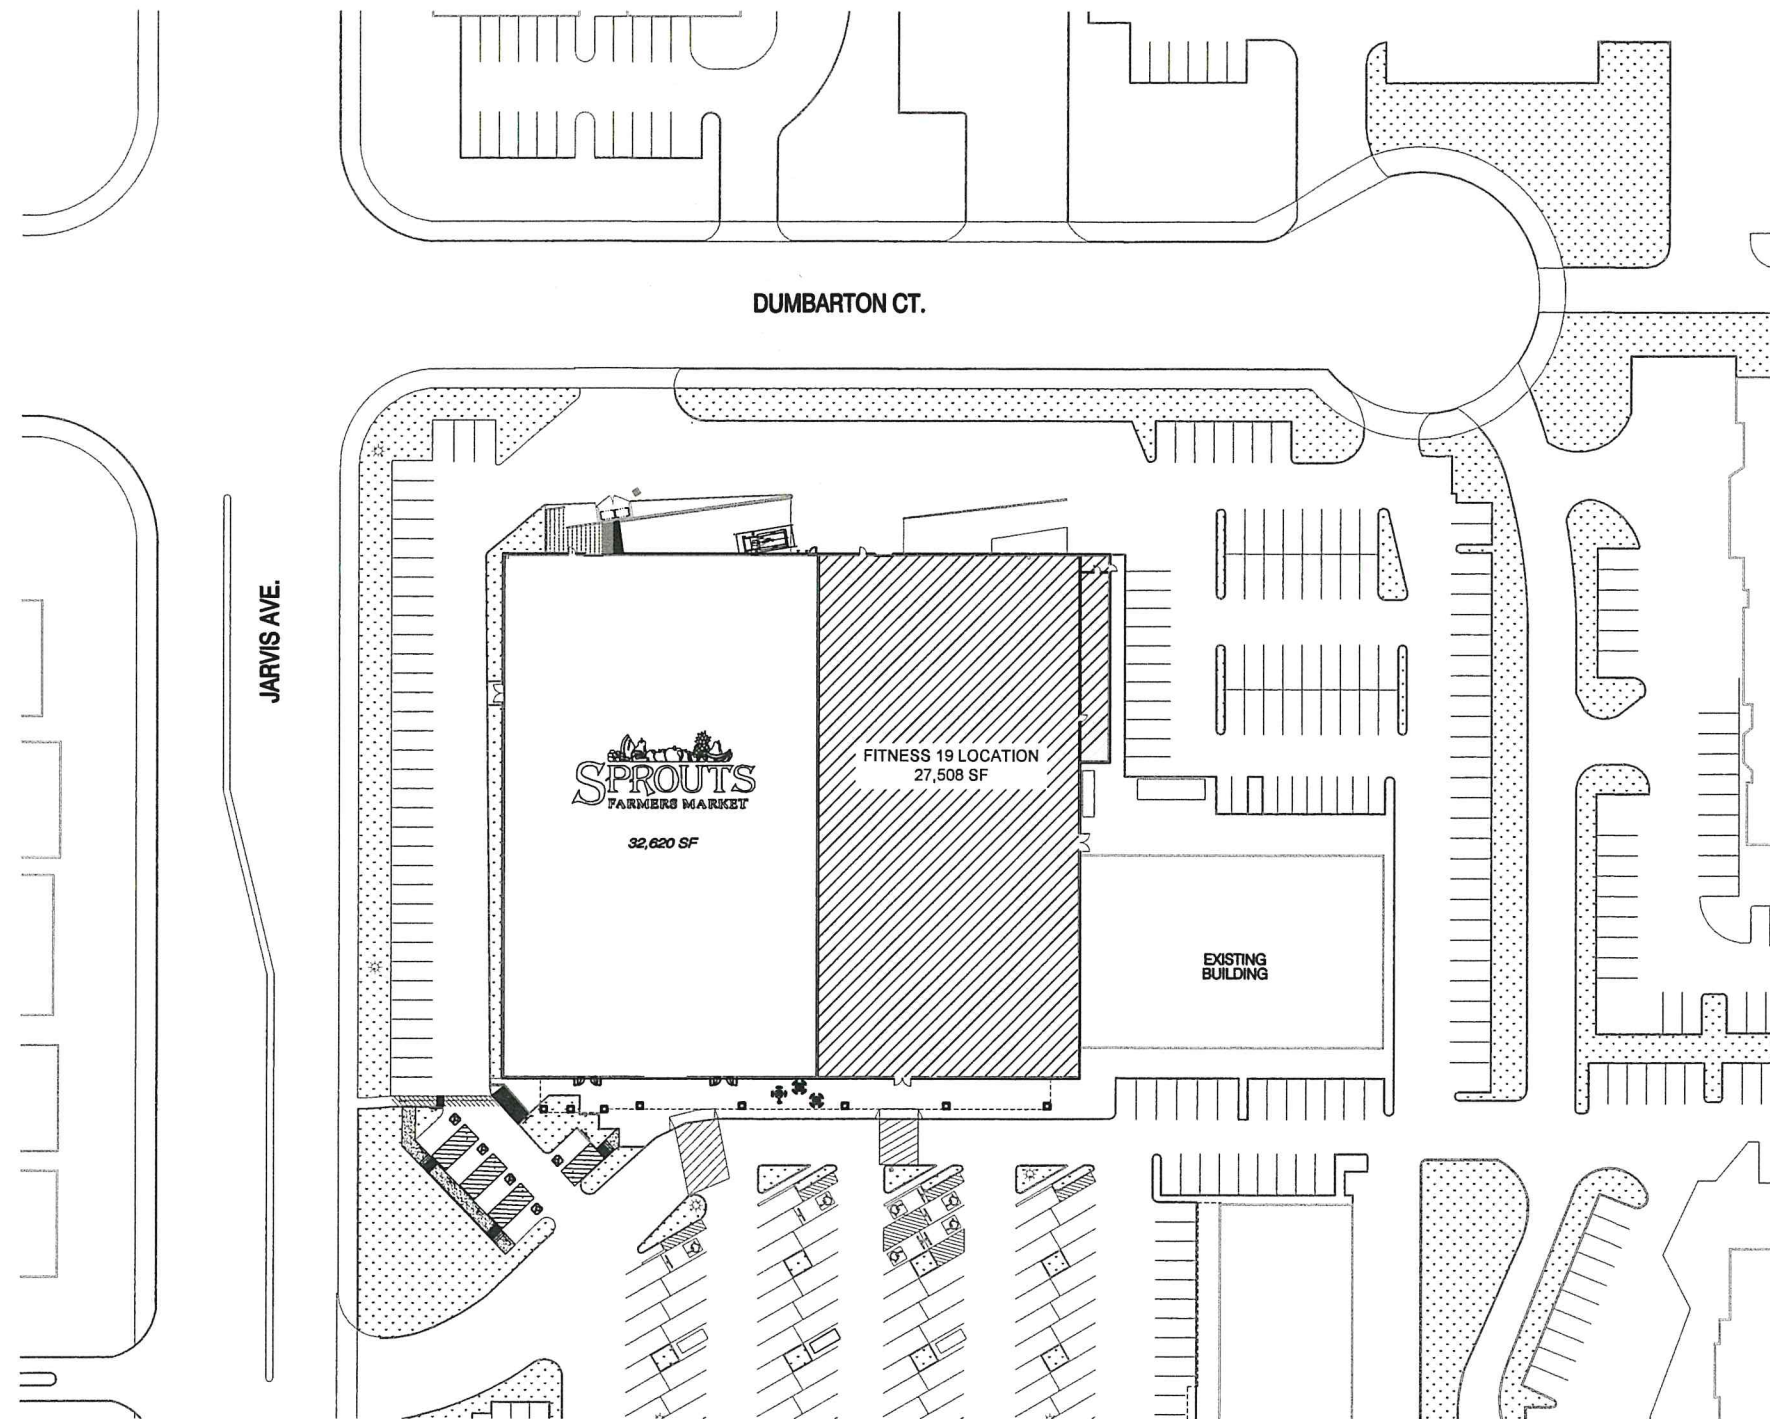 DUMBARTON CT.
JARVIS AVE.
SPROUTS
FARMERS MARKET
32,620 SF
FITNESS 19 LOCATION
27,508 SF
EXISTING
BUILDING